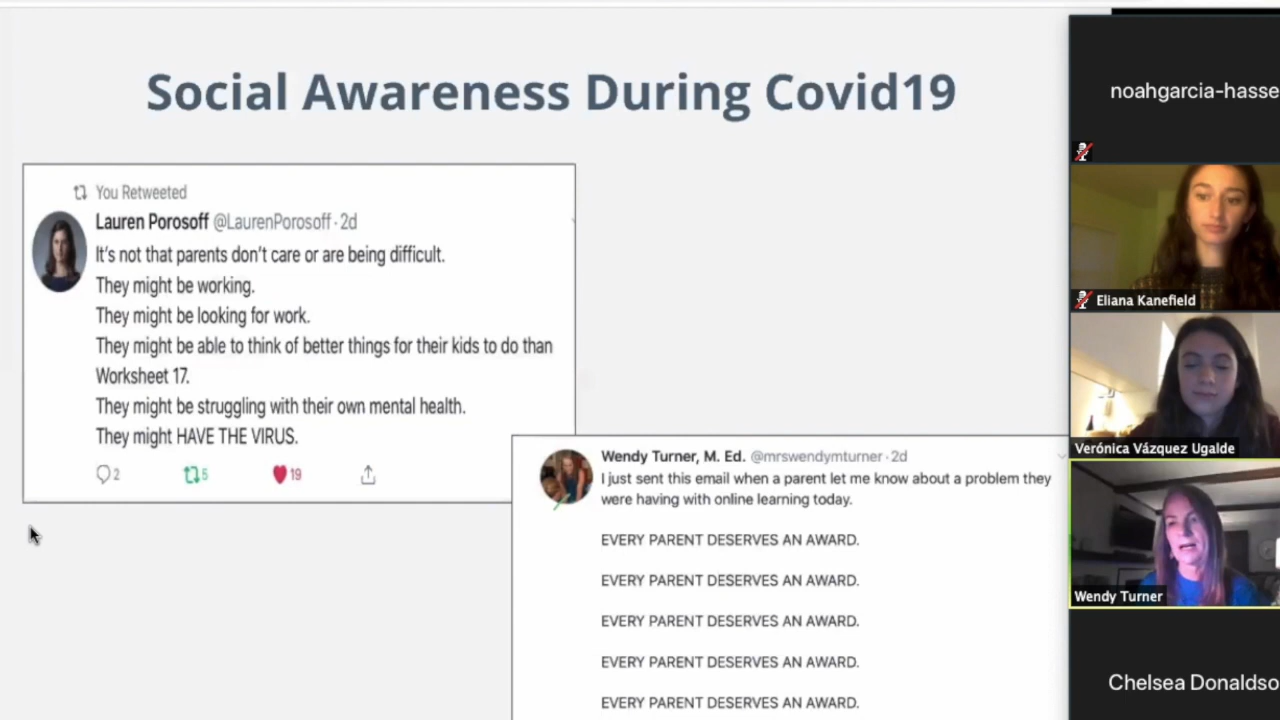 Social Awareness During Covid19
You Retweeted
Lauren Porosoff @LaurenPorosoff · 2d
It's not that parents don't care or are being difficult.
They might be working.
They might be looking for work.
They might be able to think of better things for their kids to do than
Worksheet 17.
They might be struggling with their own mental health.
They might HAVE THE VIRUS.
2 5 19
Wendy Turner, M. Ed. @mrswendymturner · 2d
I just sent this email when a parent let me know about a problem they
were having with online learning today.
EVERY PARENT DESERVES AN AWARD.
EVERY PARENT DESERVES AN AWARD.
EVERY PARENT DESERVES AN AWARD.
EVERY PARENT DESERVES AN AWARD.
EVERY PARENT DESERVES AN AWARD.
noahgarcia-hasse
Eliana Kanefield
Verónica Vázquez Ugalde
Wendy Turner
Chelsea Donaldso